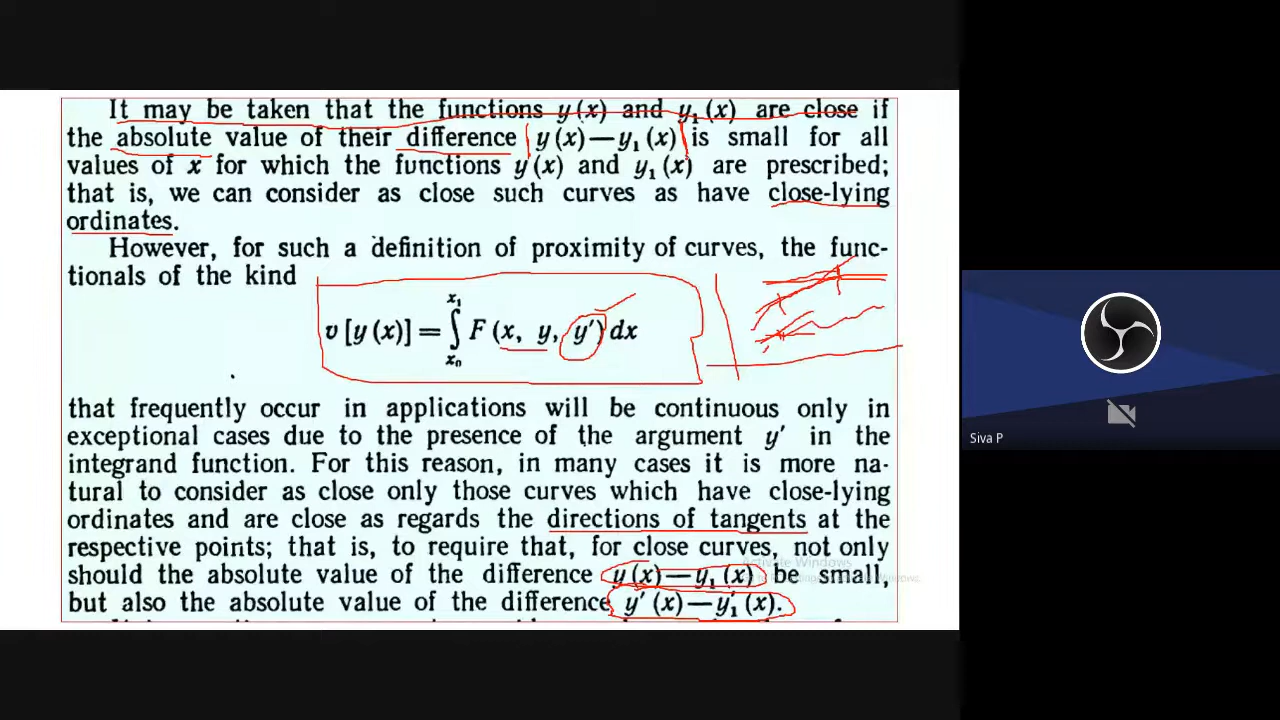 It may be taken that the functions y(x) and y₁(x) are close if
the absolute value of their difference |y(x)—y₁(x)| is small for all
values of x for which the functions y(x) and y₁(x) are prescribed;
that is, we can consider as close such curves as have close-lying
ordinates.
However, for such a definition of proximity of curves, the func-
tionals of the kind
v[y(x)] = ∫ₓ₀ˣ¹ F(x, y, y′) dx
that frequently occur in applications will be continuous only in
exceptional cases due to the presence of the argument y′ in the
integrand function. For this reason, in many cases it is more na-
tural to consider as close only those curves which have close-lying
ordinates and are close as regards the directions of tangents at the
respective points; that is, to require that, for close curves, not only
should the absolute value of the difference y(x)—y₁(x) be small,
but also the absolute value of the difference y′(x)—y₁′(x).
Activate Windows
Siva P